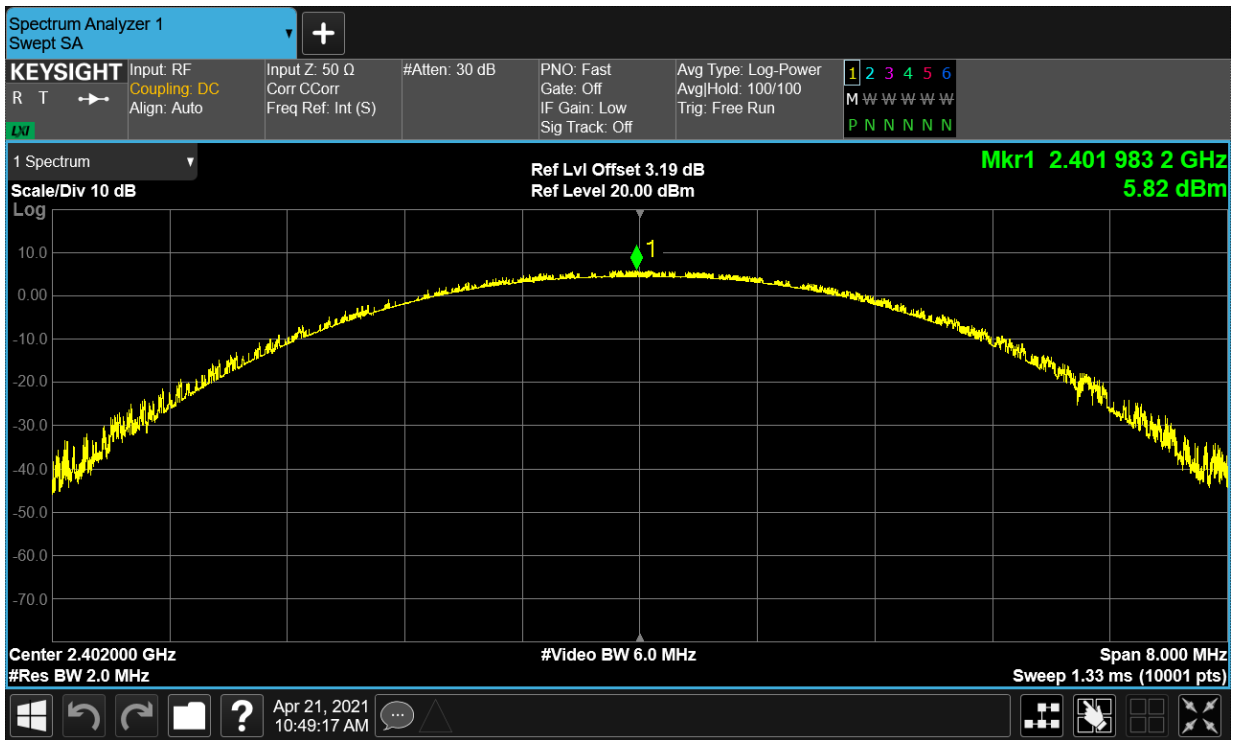 Spectrum Analyzer 1
Swept SA
KEYSIGHT
R T
LXI
Input: RF
Coupling: DC
Align: Auto
Input Z: 50 Ω
Corr CCorr
Freq Ref: Int (S)
#Atten: 30 dB
PNO: Fast
Gate: Off
IF Gain: Low
Sig Track: Off
Avg Type: Log-Power
Avg|Hold: 100/100
Trig: Free Run
1 2 3 4 5 6
M W W W W W
P N N N N N
1 Spectrum
Scale/Div 10 dB
Log
Ref Lvl Offset 3.19 dB
Ref Level 20.00 dBm
Mkr1 2.401 983 2 GHz
5.82 dBm
1
10.0
0.00
-10.0
-20.0
-30.0
-40.0
-50.0
-60.0
-70.0
Center 2.402000 GHz
#Res BW 2.0 MHz
#Video BW 6.0 MHz
Span 8.000 MHz
Sweep 1.33 ms (10001 pts)
?
Apr 21, 2021
10:49:17 AM